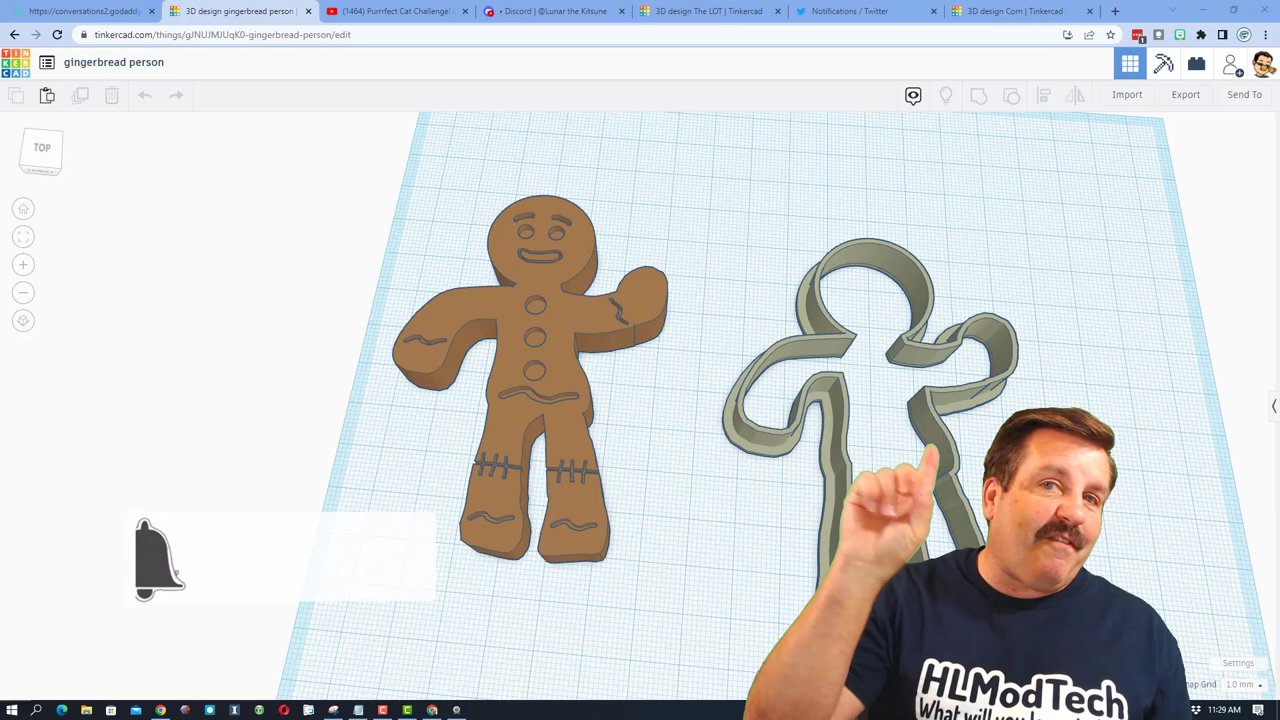 https://conversations2.godaddy
3D design gingerbread person |
(1464) Purrrfect Cat Challenge!
• Discord | @Lunar the Kitsune
3D design The LOT | Tinkercad
Notifications / Twitter
3D design Corn | Tinkercad
tinkercad.com/things/gJNUJMJUqK0-gingerbread-person/edit
1
TIN
KER
CAD
gingerbread person
Import
Export
Send To
TOP
HLModTech
What will you
Settings
Snap Grid
1.0 mm
11:29 AM